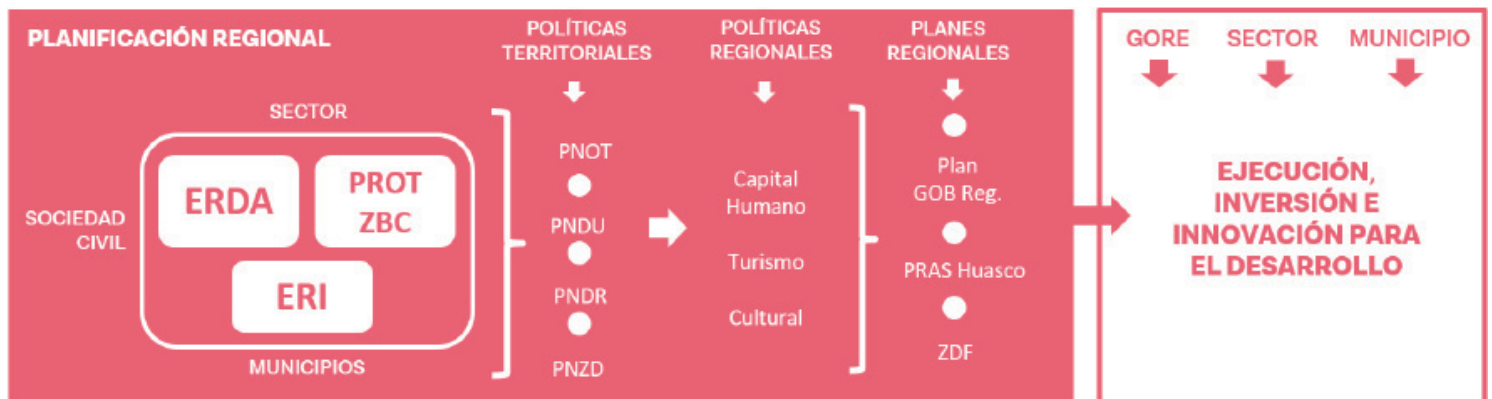 PLANIFICACIÓN REGIONAL
SECTOR
SOCIEDAD
CIVIL
ERDA
PROT
ZBC
ERI
MUNICIPIOS
POLÍTICAS
TERRITORIALES
PNOT
PNDU
PNDR
PNZD
POLÍTICAS
REGIONALES
Capital
Humano
Turismo
Cultural
PLANES
REGIONALES
Plan
GOB Reg.
PRAS Huasco
ZDF
GORE
SECTOR
MUNICIPIO
EJECUCIÓN,
INVERSIÓN E
INNOVACIÓN PARA
EL DESARROLLO